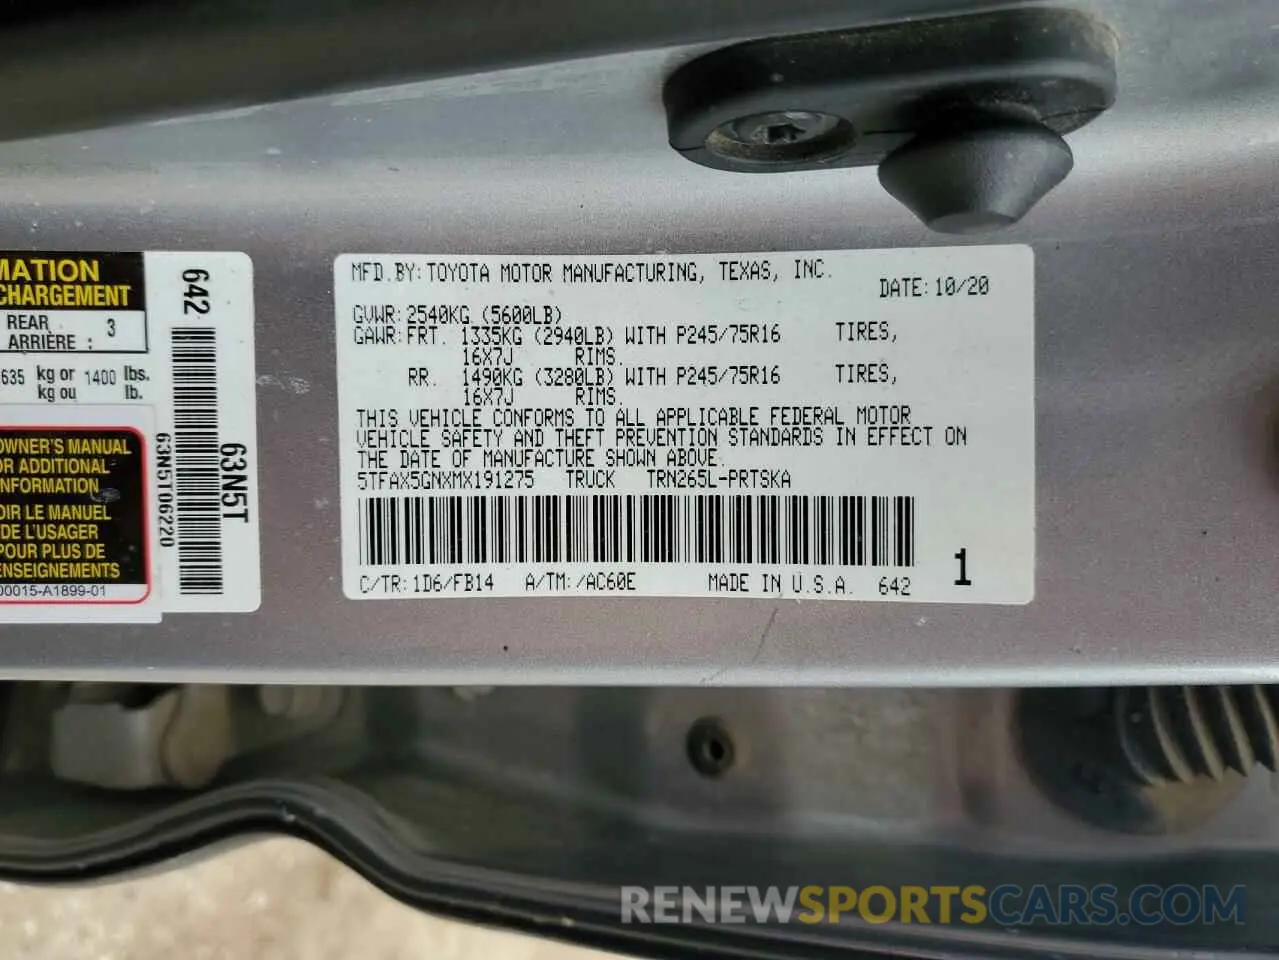 MATION
CHARGEMENT
REAR
ARRIÈRE : 3
635 kg or 1400 lbs.
kg ou lb.
OWNER'S MANUAL
OR ADDITIONAL
INFORMATION
OIR LE MANUEL
DE L'USAGER
POUR PLUS DE
ENSEIGNEMENTS
00015-A1899-01
642
63N5T06220
63N5T
MFD.BY:TOYOTA MOTOR MANUFACTURING, TEXAS, INC.
DATE:10/20
GVWR:2540KG (5600LB)
GAWR:FRT. 1335KG (2940LB) WITH P245/75R16 TIRES,
16X7J RIMS.
RR. 1490KG (3280LB) WITH P245/75R16 TIRES,
16X7J RIMS.
THIS VEHICLE CONFORMS TO ALL APPLICABLE FEDERAL MOTOR
VEHICLE SAFETY AND THEFT PREVENTION STANDARDS IN EFFECT ON
THE DATE OF MANUFACTURE SHOWN ABOVE.
5TFAX5GNXMX191275 TRUCK TRN265L-PRTSKA
C/TR:1D6/FB14 A/TM:/AC60E MADE IN U.S.A. 642 1
RENEWSPORTSCARS.COM